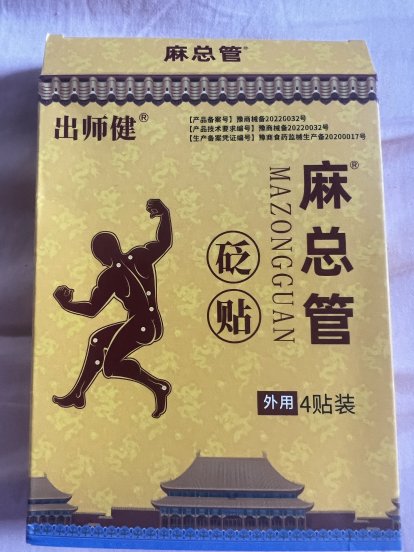 麻总管®
出师健®
【产品备案号】豫商械备20220032号
【产品技术要求编号】豫商械备20220032号
【生产备案凭证编号】豫商食药监械生产备20200017号
麻总管®
MAZONGGUAN
砭贴
外用 4贴装